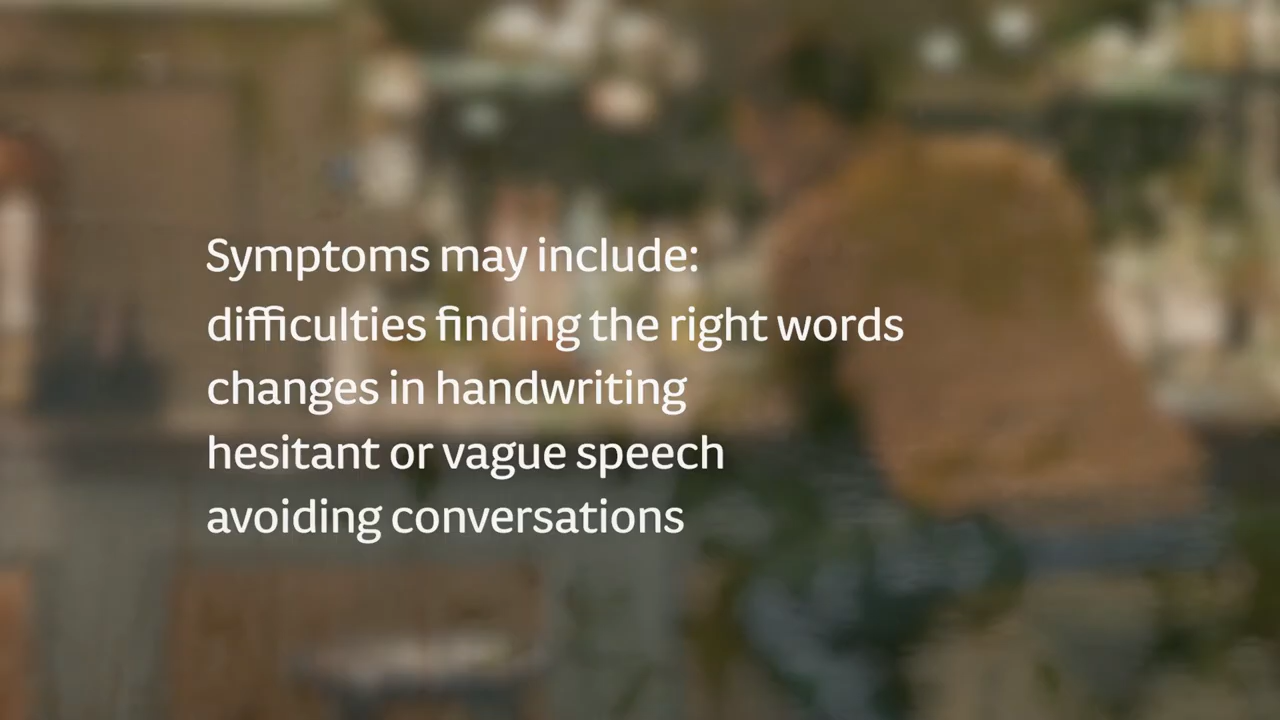 Symptoms may include:
difficulties finding the right words
changes in handwriting
hesitant or vague speech
avoiding conversations